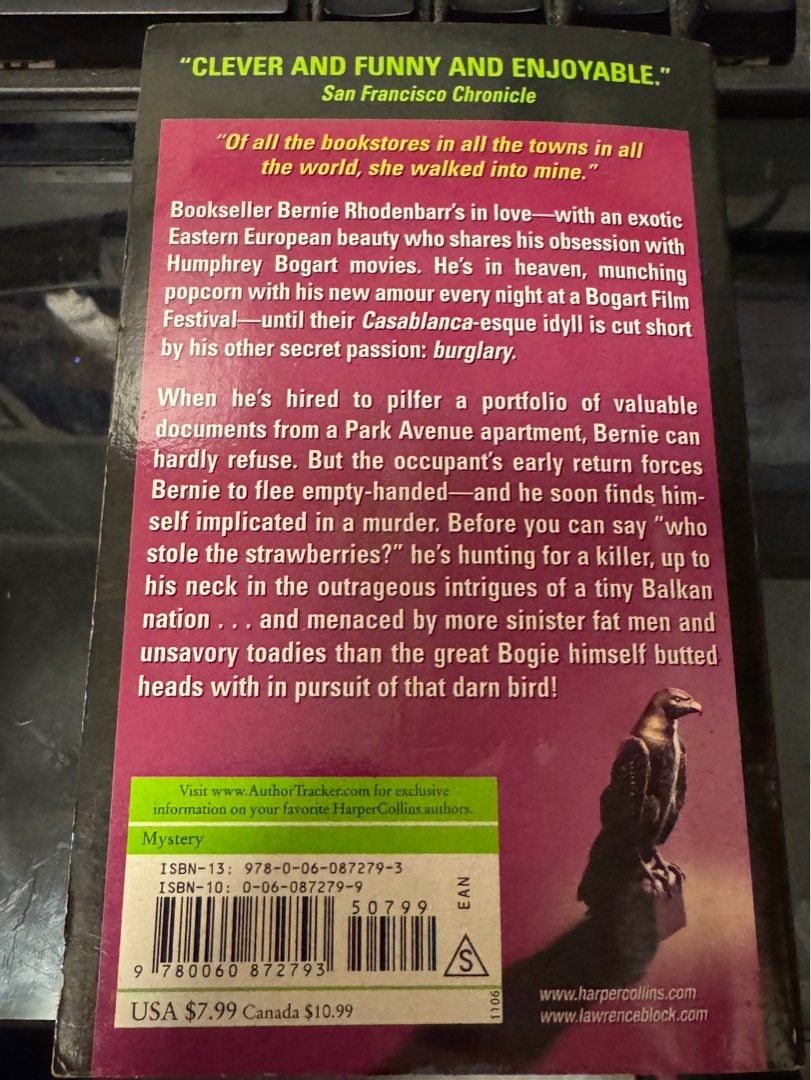 “CLEVER AND FUNNY AND ENJOYABLE.”
San Francisco Chronicle
“Of all the bookstores in all the towns in all
the world, she walked into mine.”
Bookseller Bernie Rhodenbarr’s in love—with an exotic
Eastern European beauty who shares his obsession with
Humphrey Bogart movies. He’s in heaven, munching
popcorn with his new amour every night at a Bogart Film
Festival—until their Casablanca-esque idyll is cut short
by his other secret passion: burglary.
When he’s hired to pilfer a portfolio of valuable
documents from a Park Avenue apartment, Bernie can
hardly refuse. But the occupant’s early return forces
Bernie to flee empty-handed—and he soon finds him-
self implicated in a murder. Before you can say “who
stole the strawberries?” he’s hunting for a killer, up to
his neck in the outrageous intrigues of a tiny Balkan
nation . . . and menaced by more sinister fat men and
unsavory toadies than the great Bogie himself butted
heads with in pursuit of that darn bird!
Visit www.AuthorTracker.com for exclusive
information on your favorite HarperCollins authors.
Mystery
ISBN-13: 978-0-06-087279-3
ISBN-10: 0-06-087279-9
50799
EAN
S
9 780060 872793
USA $7.99 Canada $10.99
1106
www.harpercollins.com
www.lawrenceblock.com